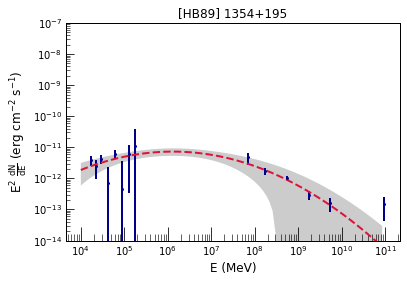 [HB89] 1354+195
E² dN/dE (erg cm⁻² s⁻¹)
10⁻⁷
10⁻⁸
10⁻⁹
10⁻¹⁰
10⁻¹¹
10⁻¹²
10⁻¹³
10⁻¹⁴
10⁴ 10⁵ 10⁶ 10⁷ 10⁸ 10⁹ 10¹⁰ 10¹¹
E (MeV)